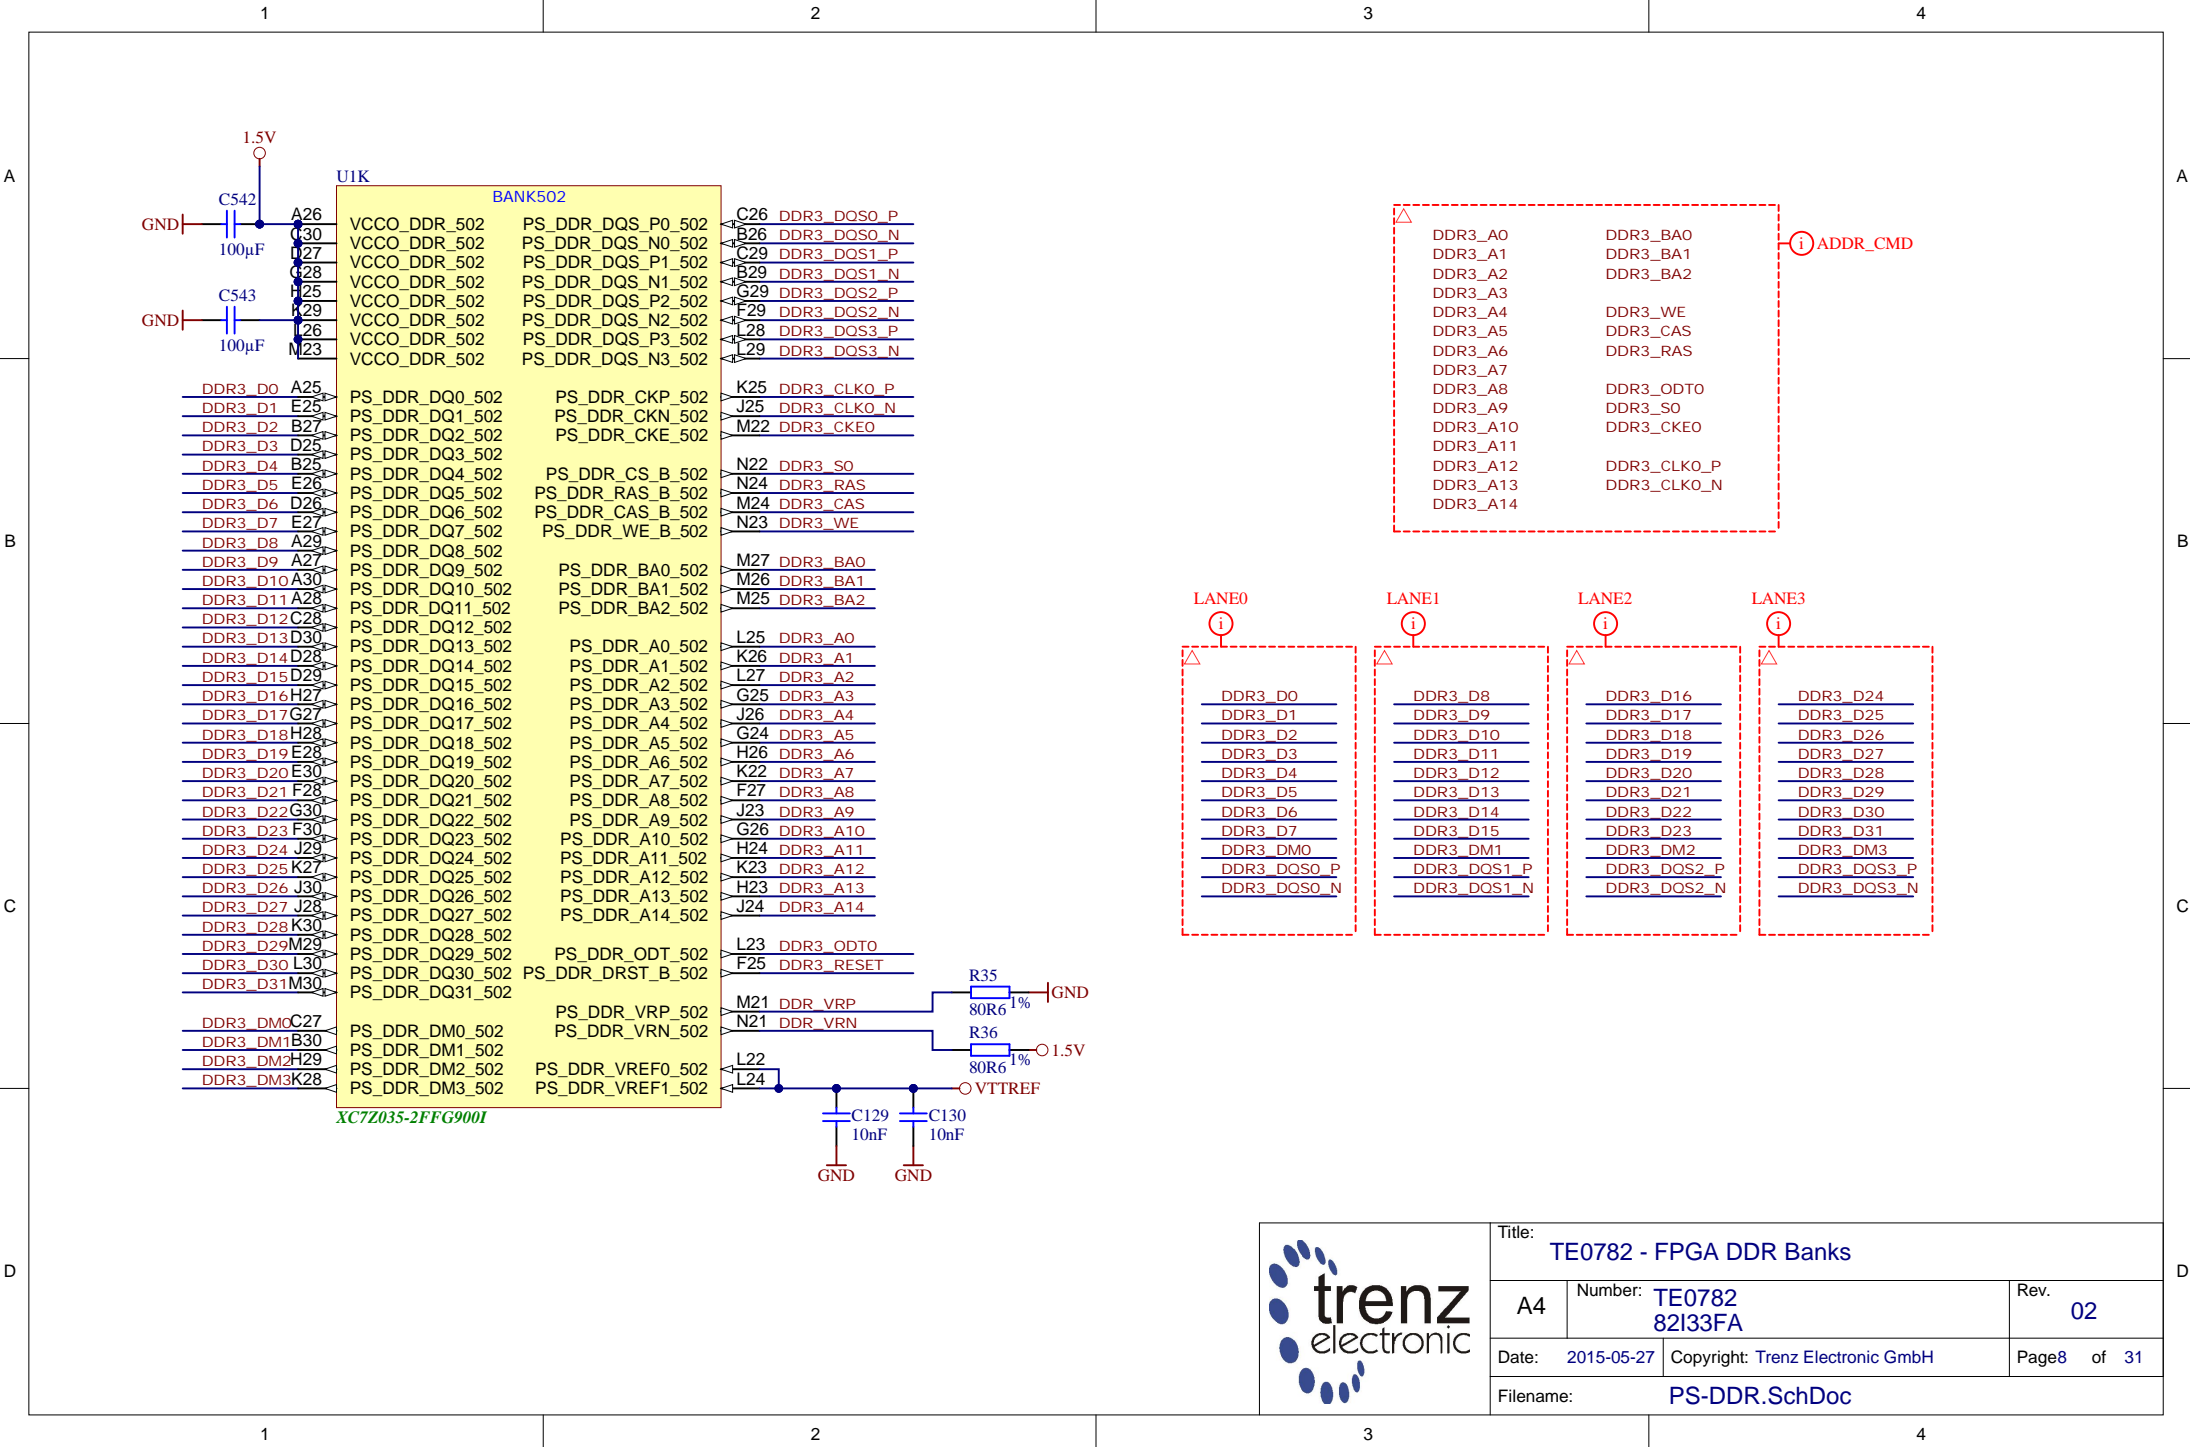 1 2 3 4
A A
B B
C C
D D
1.5V
U1K
BANK502
C542
100µF
GND
C543
100µF
GND
A26 VCCO_DDR_502
C30 VCCO_DDR_502
D27 VCCO_DDR_502
G28 VCCO_DDR_502
H25 VCCO_DDR_502
K29 VCCO_DDR_502
L26 VCCO_DDR_502
M23 VCCO_DDR_502
DDR3_D0 A25 PS_DDR_DQ0_502
DDR3_D1 E25 PS_DDR_DQ1_502
DDR3_D2 B27 PS_DDR_DQ2_502
DDR3_D3 D25 PS_DDR_DQ3_502
DDR3_D4 B25 PS_DDR_DQ4_502
DDR3_D5 E26 PS_DDR_DQ5_502
DDR3_D6 D26 PS_DDR_DQ6_502
DDR3_D7 E27 PS_DDR_DQ7_502
DDR3_D8 A29 PS_DDR_DQ8_502
DDR3_D9 A27 PS_DDR_DQ9_502
DDR3_D10 A30 PS_DDR_DQ10_502
DDR3_D11 A28 PS_DDR_DQ11_502
DDR3_D12 C28 PS_DDR_DQ12_502
DDR3_D13 D30 PS_DDR_DQ13_502
DDR3_D14 D28 PS_DDR_DQ14_502
DDR3_D15 D29 PS_DDR_DQ15_502
DDR3_D16 H27 PS_DDR_DQ16_502
DDR3_D17 G27 PS_DDR_DQ17_502
DDR3_D18 H28 PS_DDR_DQ18_502
DDR3_D19 E28 PS_DDR_DQ19_502
DDR3_D20 E30 PS_DDR_DQ20_502
DDR3_D21 F28 PS_DDR_DQ21_502
DDR3_D22 G30 PS_DDR_DQ22_502
DDR3_D23 F30 PS_DDR_DQ23_502
DDR3_D24 J29 PS_DDR_DQ24_502
DDR3_D25 K27 PS_DDR_DQ25_502
DDR3_D26 J30 PS_DDR_DQ26_502
DDR3_D27 J28 PS_DDR_DQ27_502
DDR3_D28 K30 PS_DDR_DQ28_502
DDR3_D29 M29 PS_DDR_DQ29_502
DDR3_D30 L30 PS_DDR_DQ30_502
DDR3_D31 M30 PS_DDR_DQ31_502
DDR3_DM0 C27 PS_DDR_DM0_502
DDR3_DM1 B30 PS_DDR_DM1_502
DDR3_DM2 H29 PS_DDR_DM2_502
DDR3_DM3 K28 PS_DDR_DM3_502
XC7Z035-2FFG900I
PS_DDR_DQS_P0_502 C26 DDR3_DQS0_P
PS_DDR_DQS_N0_502 B26 DDR3_DQS0_N
PS_DDR_DQS_P1_502 C29 DDR3_DQS1_P
PS_DDR_DQS_N1_502 B29 DDR3_DQS1_N
PS_DDR_DQS_P2_502 G29 DDR3_DQS2_P
PS_DDR_DQS_N2_502 F29 DDR3_DQS2_N
PS_DDR_DQS_P3_502 L28 DDR3_DQS3_P
PS_DDR_DQS_N3_502 L29 DDR3_DQS3_N
PS_DDR_CKP_502 K25 DDR3_CLK0_P
PS_DDR_CKN_502 J25 DDR3_CLK0_N
PS_DDR_CKE_502 M22 DDR3_CKE0
PS_DDR_CS_B_502 N22 DDR3_S0
PS_DDR_RAS_B_502 N24 DDR3_RAS
PS_DDR_CAS_B_502 M24 DDR3_CAS
PS_DDR_WE_B_502 N23 DDR3_WE
PS_DDR_BA0_502 M27 DDR3_BA0
PS_DDR_BA1_502 M26 DDR3_BA1
PS_DDR_BA2_502 M25 DDR3_BA2
PS_DDR_A0_502 L25 DDR3_A0
PS_DDR_A1_502 K26 DDR3_A1
PS_DDR_A2_502 L27 DDR3_A2
PS_DDR_A3_502 G25 DDR3_A3
PS_DDR_A4_502 J26 DDR3_A4
PS_DDR_A5_502 G24 DDR3_A5
PS_DDR_A6_502 H26 DDR3_A6
PS_DDR_A7_502 K22 DDR3_A7
PS_DDR_A8_502 F27 DDR3_A8
PS_DDR_A9_502 J23 DDR3_A9
PS_DDR_A10_502 G26 DDR3_A10
PS_DDR_A11_502 H24 DDR3_A11
PS_DDR_A12_502 K23 DDR3_A12
PS_DDR_A13_502 H23 DDR3_A13
PS_DDR_A14_502 J24 DDR3_A14
PS_DDR_ODT_502 L23 DDR3_ODT0
PS_DDR_DRST_B_502 F25 DDR3_RESET
PS_DDR_VRP_502 M21 DDR_VRP
PS_DDR_VRN_502 N21 DDR_VRN
PS_DDR_VREF0_502 L22
PS_DDR_VREF1_502 L24
R35
80R6 1%
GND
R36
80R6 1%
1.5V
VTTREF
C129
10nF
GND
C130
10nF
GND
ADDR_CMD
i
DDR3_A0 DDR3_BA0
DDR3_A1 DDR3_BA1
DDR3_A2 DDR3_BA2
DDR3_A3
DDR3_A4 DDR3_WE
DDR3_A5 DDR3_CAS
DDR3_A6 DDR3_RAS
DDR3_A7
DDR3_A8 DDR3_ODT0
DDR3_A9 DDR3_S0
DDR3_A10 DDR3_CKE0
DDR3_A11
DDR3_A12 DDR3_CLK0_P
DDR3_A13 DDR3_CLK0_N
DDR3_A14
LANE0 LANE1 LANE2 LANE3
i i i i
DDR3_D0 DDR3_D8 DDR3_D16 DDR3_D24
DDR3_D1 DDR3_D9 DDR3_D17 DDR3_D25
DDR3_D2 DDR3_D10 DDR3_D18 DDR3_D26
DDR3_D3 DDR3_D11 DDR3_D19 DDR3_D27
DDR3_D4 DDR3_D12 DDR3_D20 DDR3_D28
DDR3_D5 DDR3_D13 DDR3_D21 DDR3_D29
DDR3_D6 DDR3_D14 DDR3_D22 DDR3_D30
DDR3_D7 DDR3_D15 DDR3_D23 DDR3_D31
DDR3_DM0 DDR3_DM1 DDR3_DM2 DDR3_DM3
DDR3_DQS0_P DDR3_DQS1_P DDR3_DQS2_P DDR3_DQS3_P
DDR3_DQS0_N DDR3_DQS1_N DDR3_DQS2_N DDR3_DQS3_N
trenz
electronic
Title:
TE0782 - FPGA DDR Banks
A4
Number: TE0782
82I33FA
Rev.
02
Date: 2015-05-27
Copyright: Trenz Electronic GmbH
Page8 of 31
Filename: PS-DDR.SchDoc
1 2 3 4